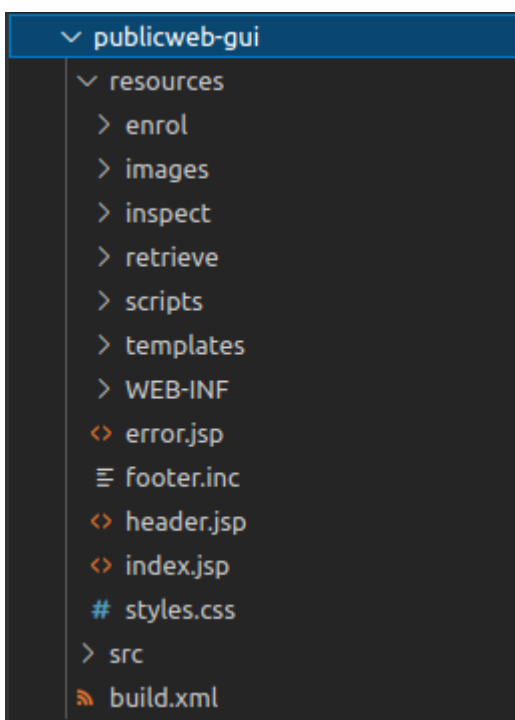 publicweb-gui
resources
enrol
images
inspect
retrieve
scripts
templates
WEB-INF
error.jsp
footer.inc
header.jsp
index.jsp
# styles.css
src
build.xml